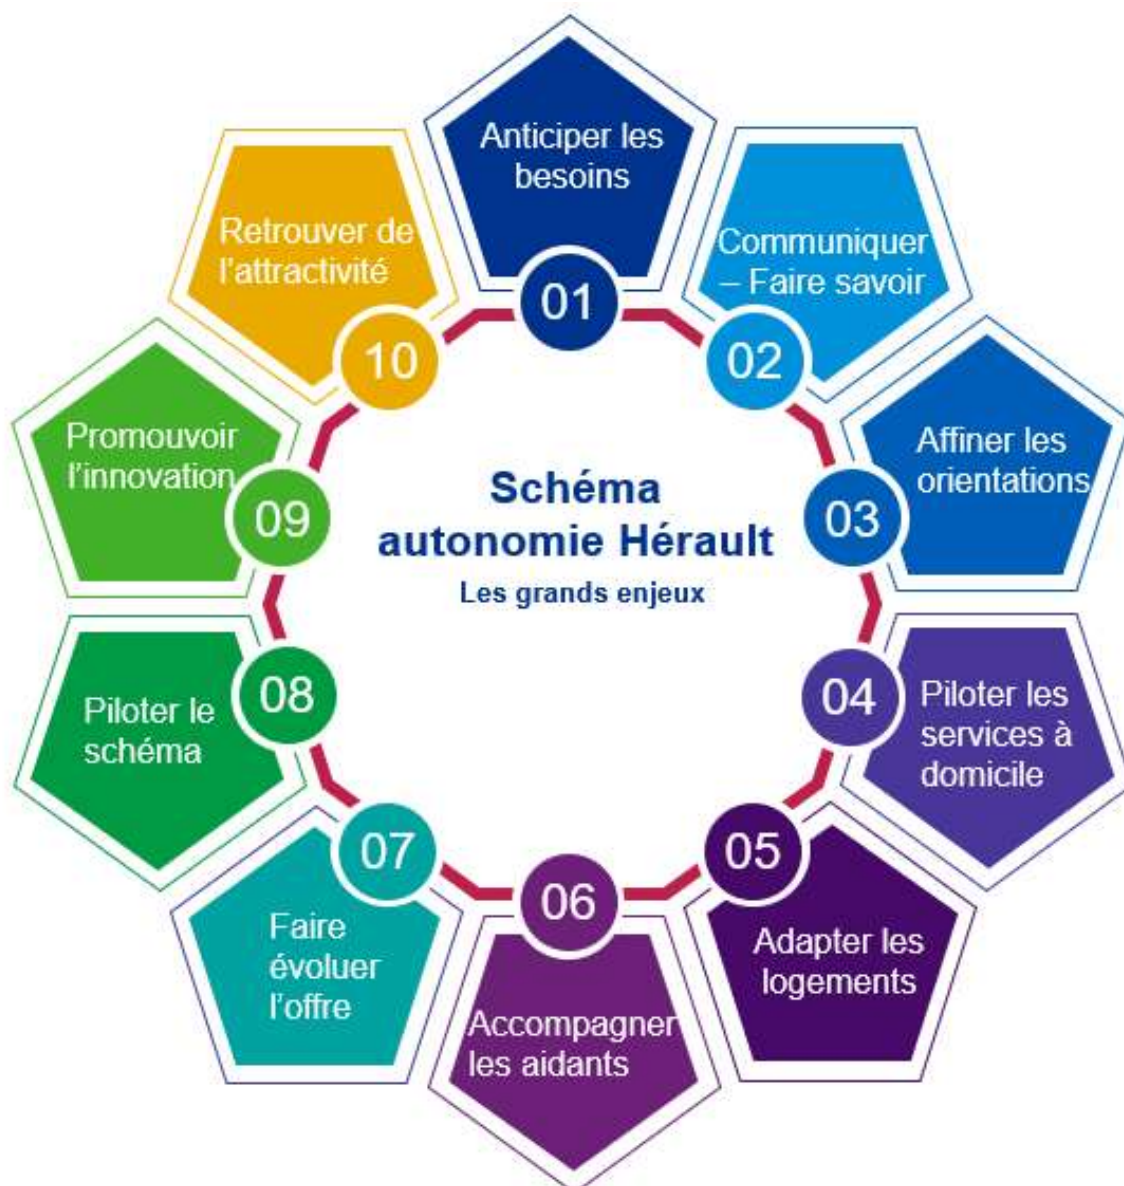 Schéma
autonomie Hérault
Les grands enjeux
Anticiper les
besoins
01
Communiquer
– Faire savoir
02
Affiner les
orientations
03
Piloter les
services à
domicile
04
05
Adapter les
logements
06
Accompagner
les aidants
07
Faire
évoluer
l'offre
08
Piloter le
schéma
Promouvoir
l'innovation
09
Retrouver de
l'attractivité
10